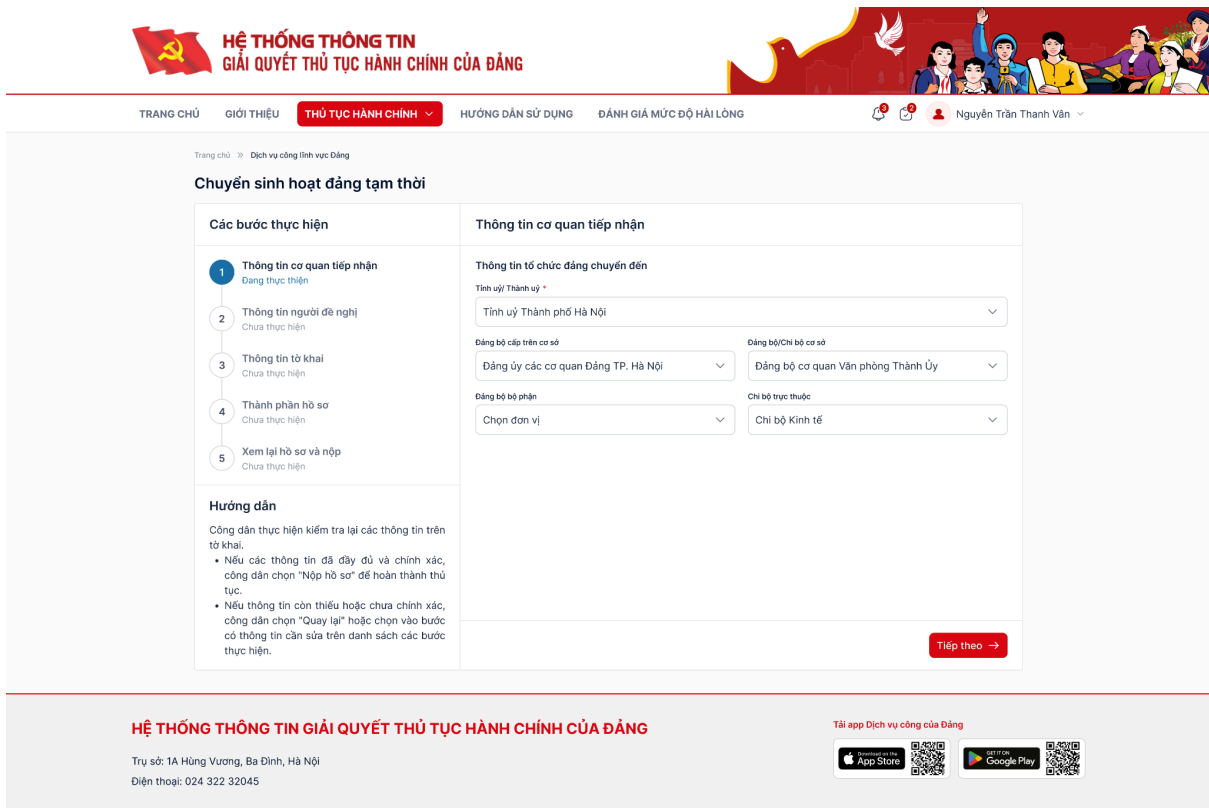 HỆ THỐNG THÔNG TIN
GIẢI QUYẾT THỦ TỤC HÀNH CHÍNH CỦA ĐẢNG
TRANG CHỦ GIỚI THIỆU THỦ TỤC HÀNH CHÍNH HƯỚNG DẪN SỬ DỤNG ĐÁNH GIÁ MỨC ĐỘ HÀI LÒNG 3 2 Nguyễn Trần Thanh Vân
Trang chủ » Dịch vụ công lĩnh vực Đảng
Chuyển sinh hoạt đảng tạm thời
Các bước thực hiện
1 Thông tin cơ quan tiếp nhận
Đang thực thiện
2 Thông tin người đề nghị
Chưa thực hiện
3 Thông tin tờ khai
Chưa thực hiện
4 Thành phần hồ sơ
Chưa thực hiện
5 Xem lại hồ sơ và nộp
Chưa thực hiện
Hướng dẫn
Công dân thực hiện kiểm tra lại các thông tin trên
tờ khai.
• Nếu các thông tin đã đầy đủ và chính xác,
công dân chọn "Nộp hồ sơ" để hoàn thành thủ
tục.
• Nếu thông tin còn thiếu hoặc chưa chính xác,
công dân chọn "Quay lại" hoặc chọn vào bước
có thông tin cần sửa trên danh sách các bước
thực hiện.
Thông tin cơ quan tiếp nhận
Thông tin tổ chức đảng chuyển đến
Tỉnh uỷ/ Thành uỷ *
Tỉnh uỷ Thành phố Hà Nội
Đảng bộ cấp trên cơ sở Đảng bộ/Chi bộ cơ sở
Đảng ủy các cơ quan Đảng TP. Hà Nội Đảng bộ cơ quan Văn phòng Thành Ủy
Đảng bộ bộ phận Chi bộ trực thuộc
Chọn đơn vị Chi bộ Kinh tế
Tiếp theo →
HỆ THỐNG THÔNG TIN GIẢI QUYẾT THỦ TỤC HÀNH CHÍNH CỦA ĐẢNG
Trụ sở: 1A Hùng Vương, Ba Đình, Hà Nội
Điện thoại: 024 322 32045
Tải app Dịch vụ công của Đảng
Download on the
App Store
GET IT ON
Google Play